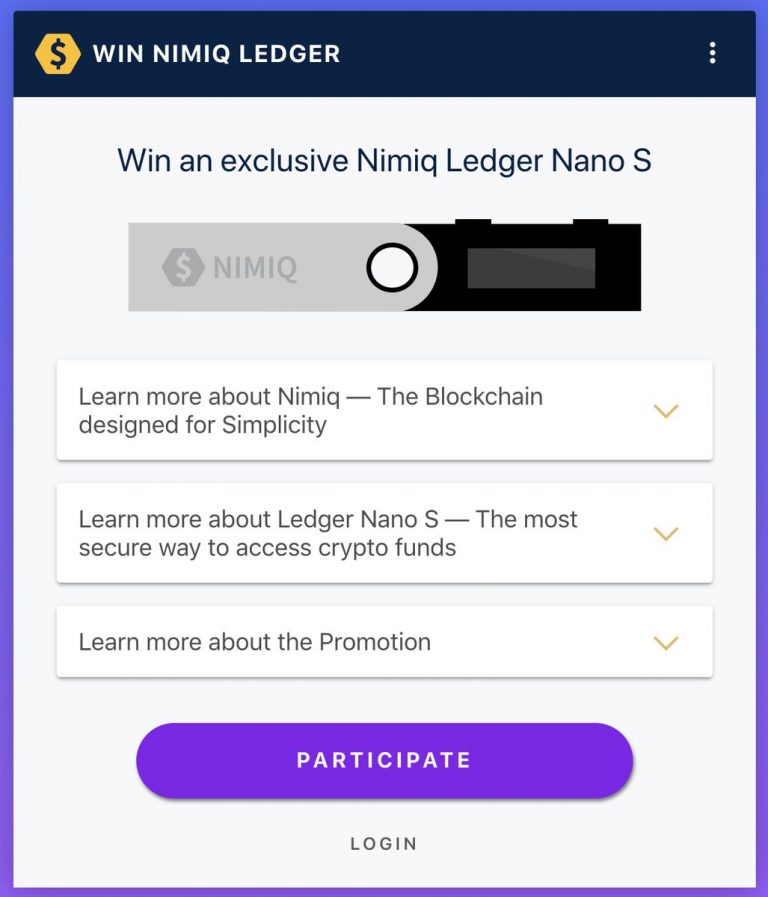 $ WIN NIMIQ LEDGER
Win an exclusive Nimiq Ledger Nano S
$ NIMIQ
Learn more about Nimiq — The Blockchain
designed for Simplicity
Learn more about Ledger Nano S — The most
secure way to access crypto funds
Learn more about the Promotion
PARTICIPATE
LOGIN